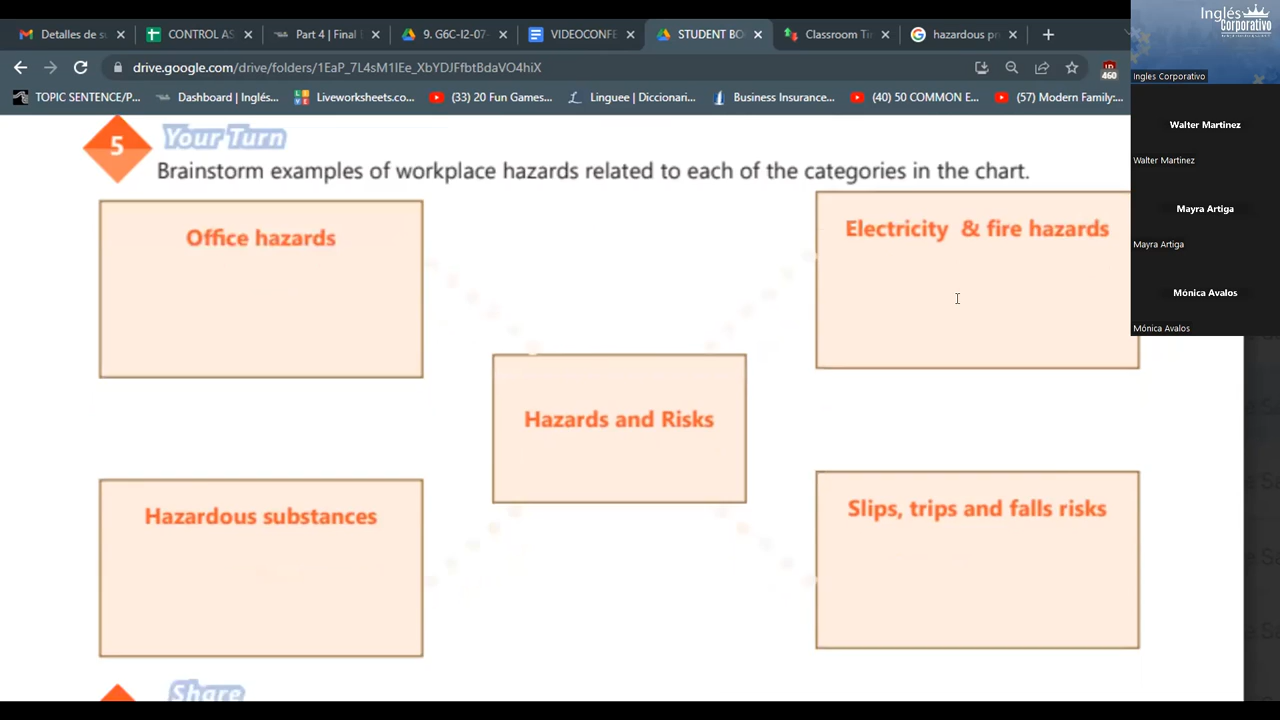 Detalles de su
CONTROL AS
Part 4 | Final
9. G6C-I2-07-
VIDEOCONFE
STUDENT BO
Classroom Ti
hazardous pr
drive.google.com/drive/folders/1EaP_7L4sM1IEe_XbYDJFfbtBdaVO4hiX
460
TOPIC SENTENCE/P...
Dashboard | Inglés...
Liveworksheets.co...
(33) 20 Fun Games...
Linguee | Diccionari...
Business Insurance...
(40) 50 COMMON E...
(57) Modern Family:...
Inglés
Corporativo
Ingles Corporativo
Walter Martinez
Walter Martinez
Mayra Artiga
Mayra Artiga
Mónica Avalos
Mónica Avalos
5
Your Turn
Brainstorm examples of workplace hazards related to each of the categories in the chart.
Office hazards
Electricity & fire hazards
Hazards and Risks
Hazardous substances
Slips, trips and falls risks
Share